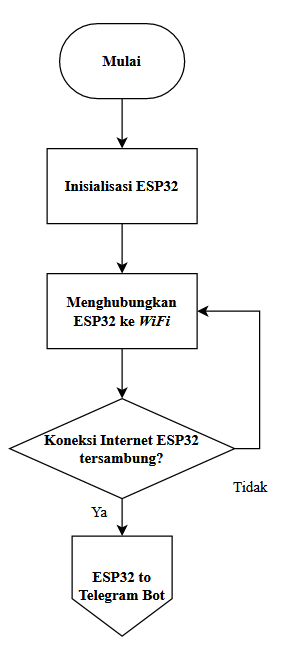 Mulai
Inisialisasi ESP32
Menghubungkan
ESP32 ke WiFi
Koneksi Internet ESP32
tersambung?
Tidak
Ya
ESP32 to
Telegram Bot